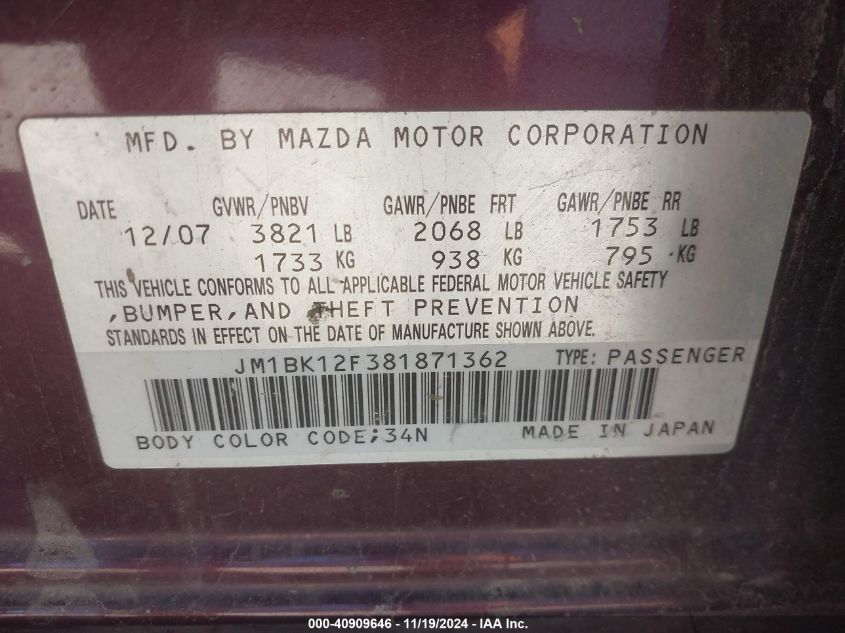 MFD. BY MAZDA MOTOR CORPORATION
DATE GVWR/PNBV GAWR/PNBE FRT GAWR/PNBE RR
12/07 3821 LB 2068 LB 1753 LB
1733 KG 938 KG 795 KG
THIS VEHICLE CONFORMS TO ALL APPLICABLE FEDERAL MOTOR VEHICLE SAFETY
,BUMPER,AND THEFT PREVENTION
STANDARDS IN EFFECT ON THE DATE OF MANUFACTURE SHOWN ABOVE.
JM1BK12F381871362 TYPE: PASSENGER
BODY COLOR CODE;34N MADE IN JAPAN
000-40909646 - 11/19/2024 - IAA Inc.